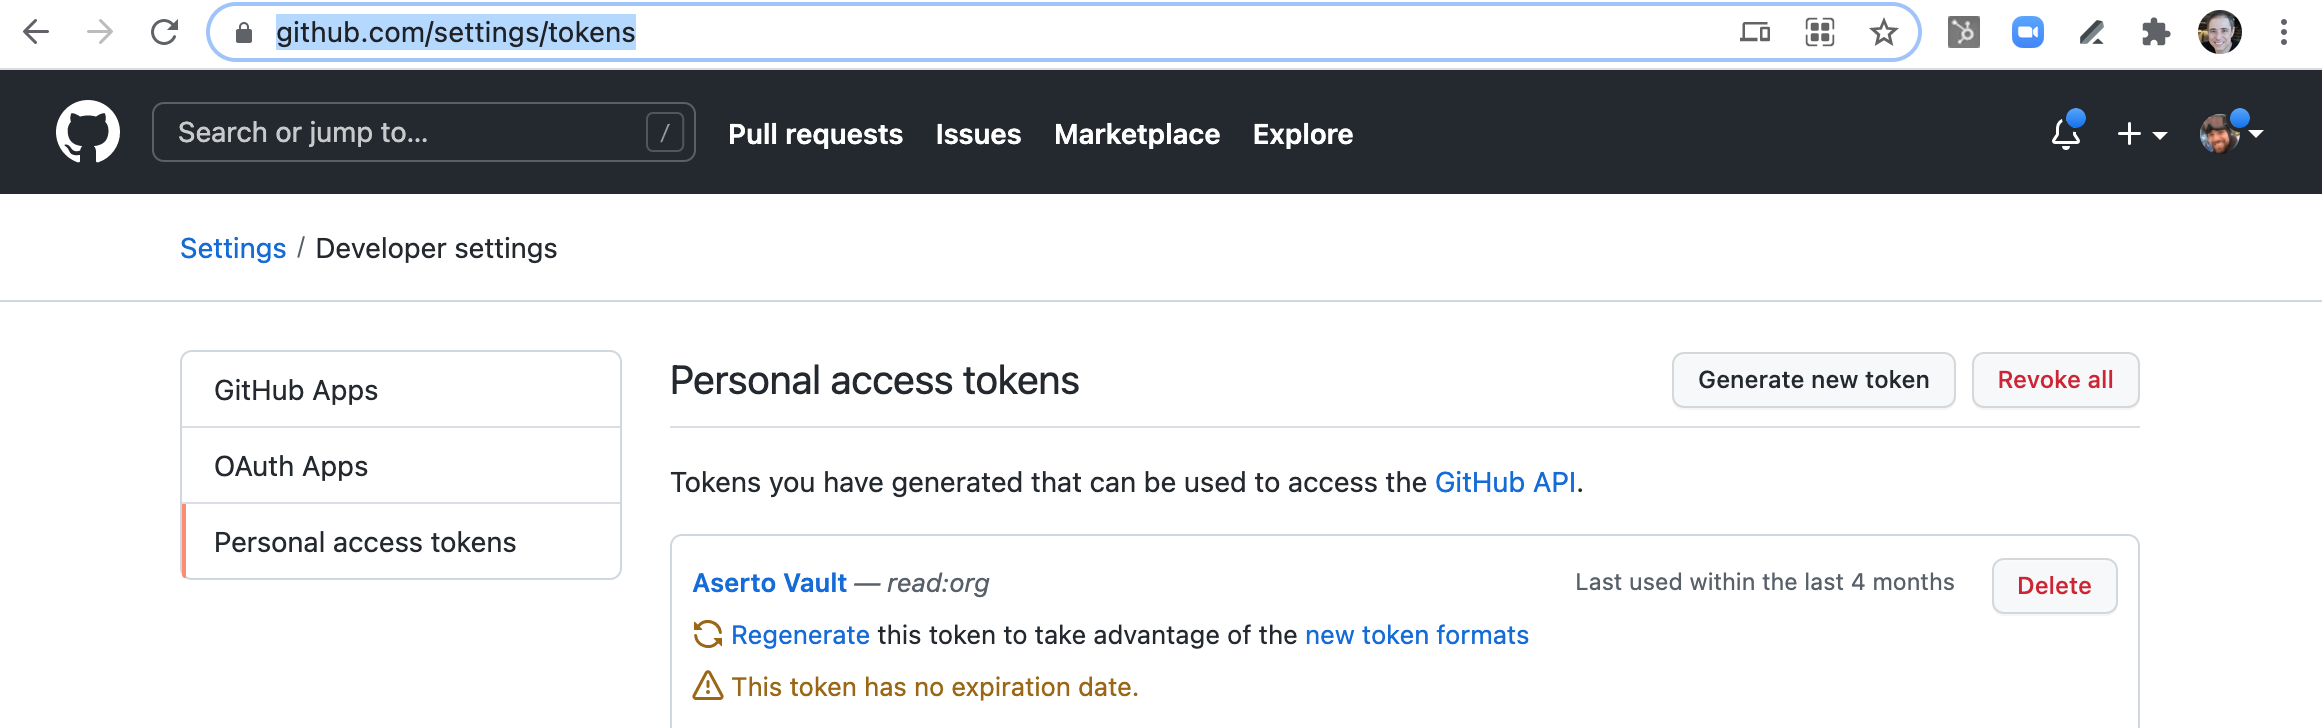 github.com/settings/tokens
Search or jump to... /
Pull requests Issues Marketplace Explore
Settings / Developer settings
GitHub Apps
OAuth Apps
Personal access tokens
Personal access tokens
Generate new token
Revoke all
Tokens you have generated that can be used to access the GitHub API.
Aserto Vault — read:org
Last used within the last 4 months
Delete
Regenerate this token to take advantage of the new token formats
This token has no expiration date.